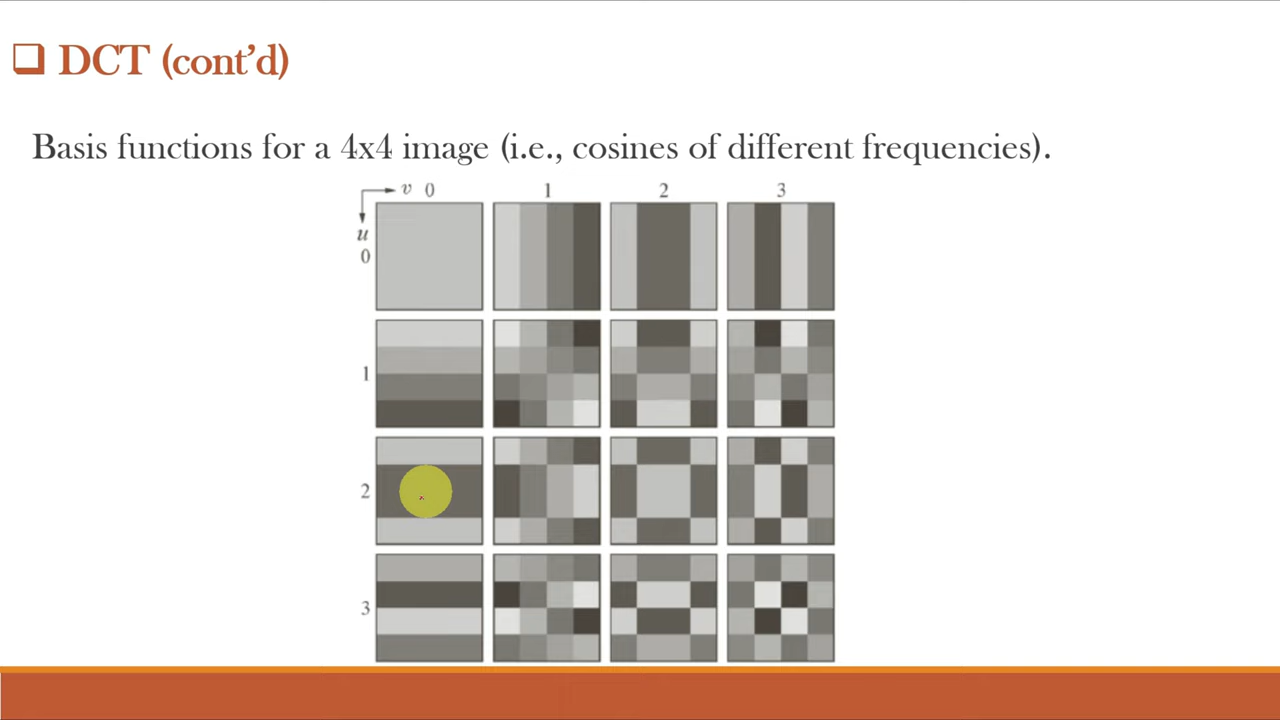 DCT (cont’d)
Basis functions for a 4x4 image (i.e., cosines of different frequencies).
v 0 1 2 3
u
0
1
2
3